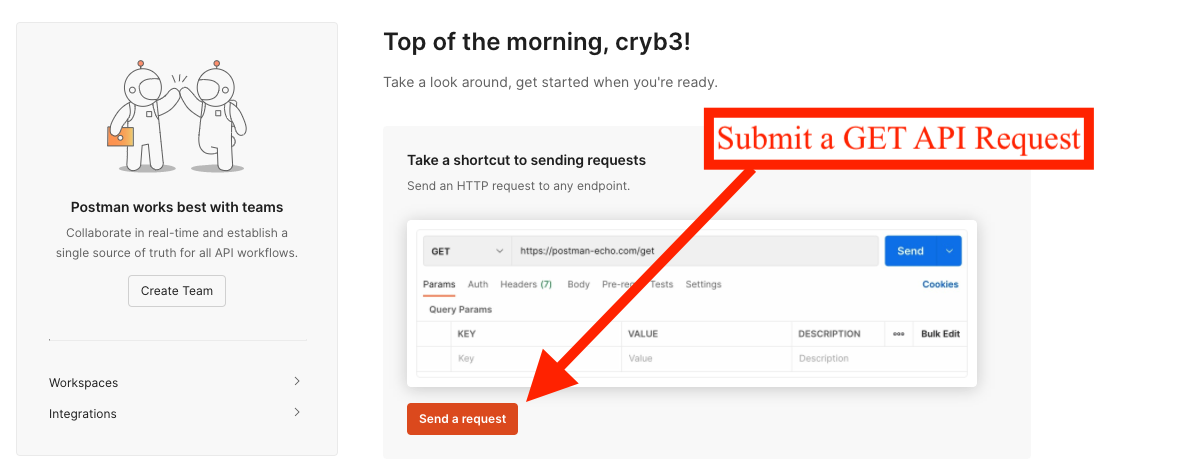 Postman works best with teams
Collaborate in real-time and establish a
single source of truth for all API workflows.
Create Team
Workspaces
Integrations
Top of the morning, cryb3!
Take a look around, get started when you're ready.
Submit a GET API Request
Take a shortcut to sending requests
Send an HTTP request to any endpoint.
GET https://postman-echo.com/get Send
Params Auth Headers (7) Body Pre-req Tests Settings Cookies
Query Params
KEY VALUE DESCRIPTION ooo Bulk Edit
Key Value Description
Send a request